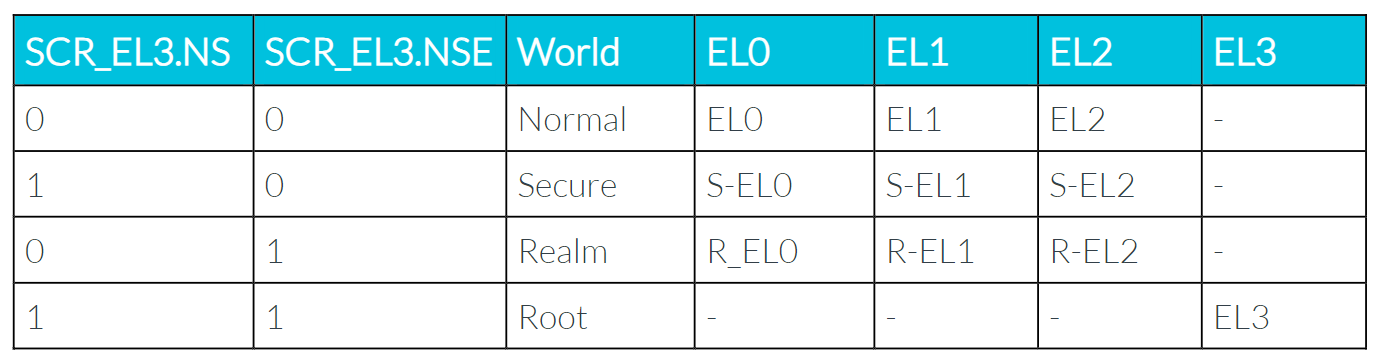 SCR_EL3.NS SCR_EL3.NSE World EL0 EL1 EL2 EL3
0 0 Normal EL0 EL1 EL2 -
1 0 Secure S-EL0 S-EL1 S-EL2 -
0 1 Realm R_EL0 R-EL1 R-EL2 -
1 1 Root - - - EL3